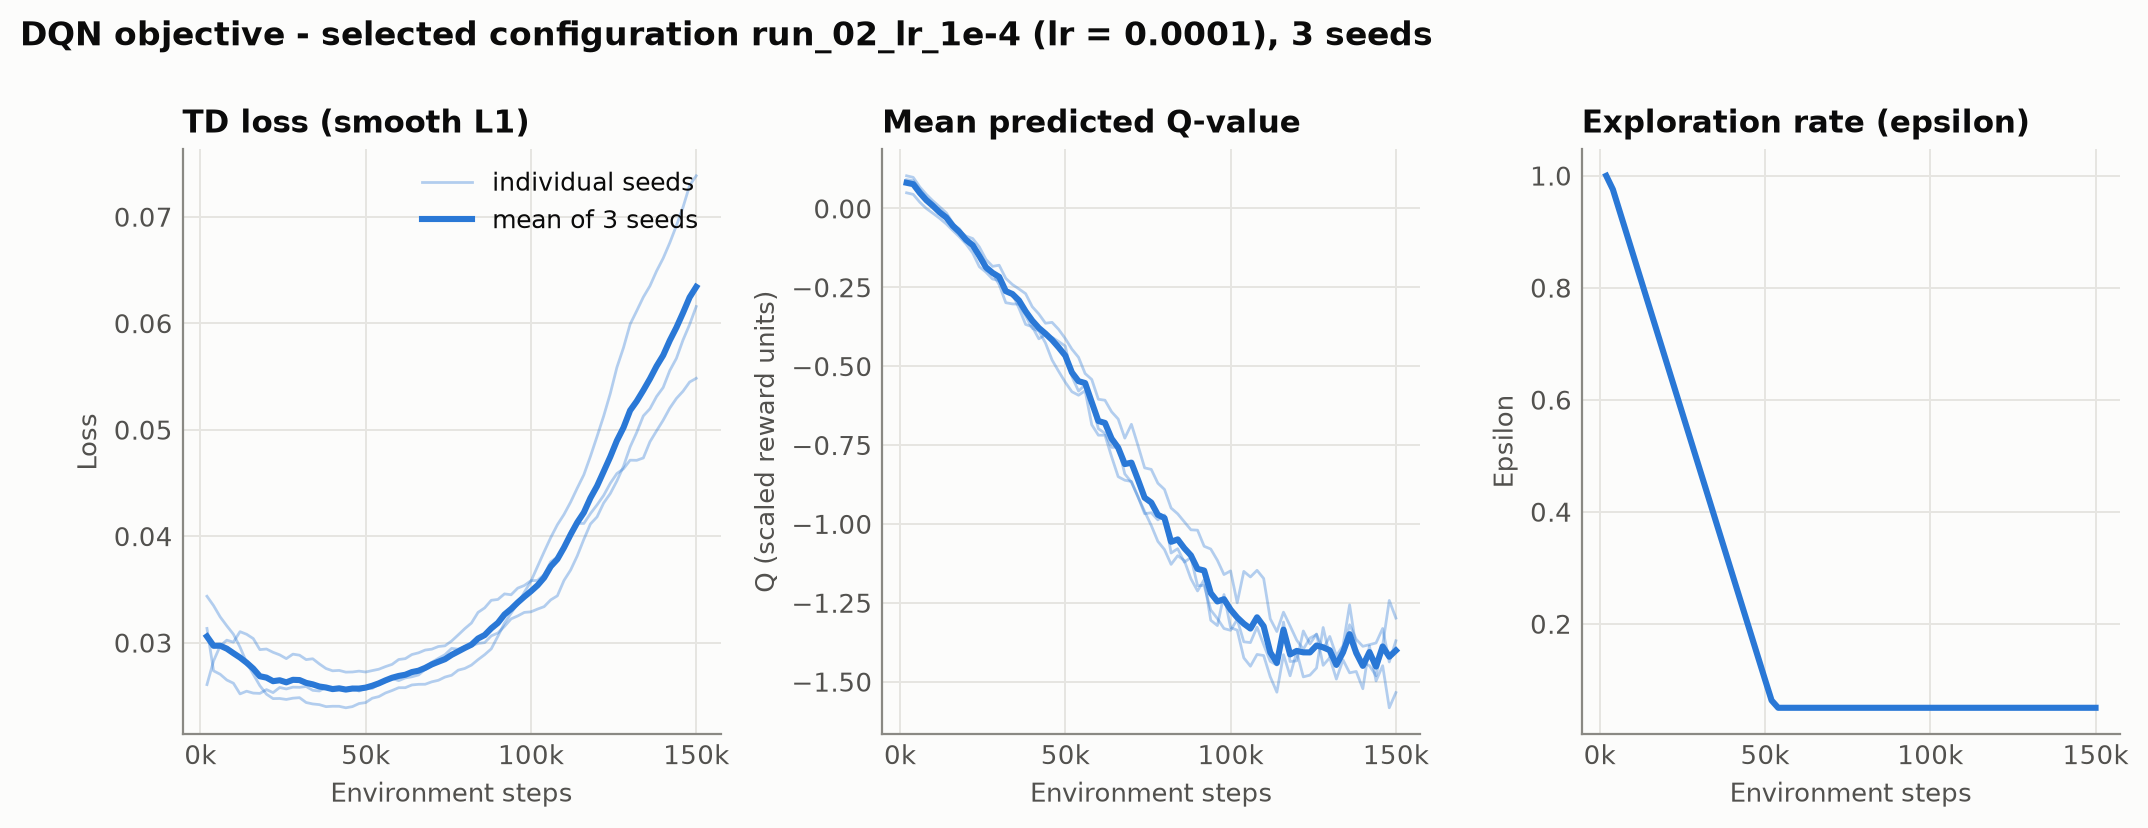 DQN objective - selected configuration run_02_lr_1e-4 (lr = 0.0001), 3 seeds
TD loss (smooth L1)
individual seeds
mean of 3 seeds
0.07
0.06
0.05
0.04
0.03
Loss
0k
50k
100k
150k
Environment steps
Mean predicted Q-value
0.00
−0.25
−0.50
−0.75
−1.00
−1.25
−1.50
Q (scaled reward units)
0k
50k
100k
150k
Environment steps
Exploration rate (epsilon)
1.0
0.8
0.6
0.4
0.2
Epsilon
0k
50k
100k
150k
Environment steps